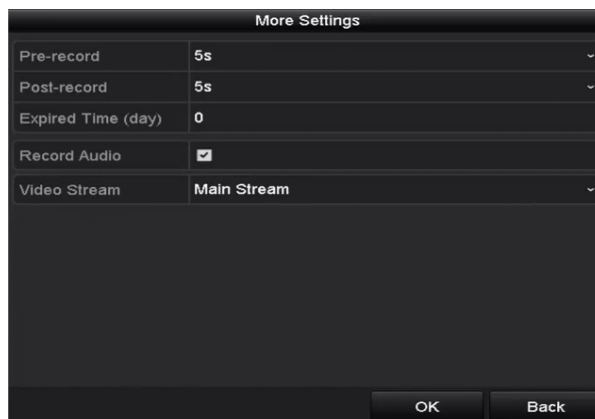 More Settings
Pre-record 5s
Post-record 5s
Expired Time (day) 0
Record Audio
Video Stream Main Stream
OK Back